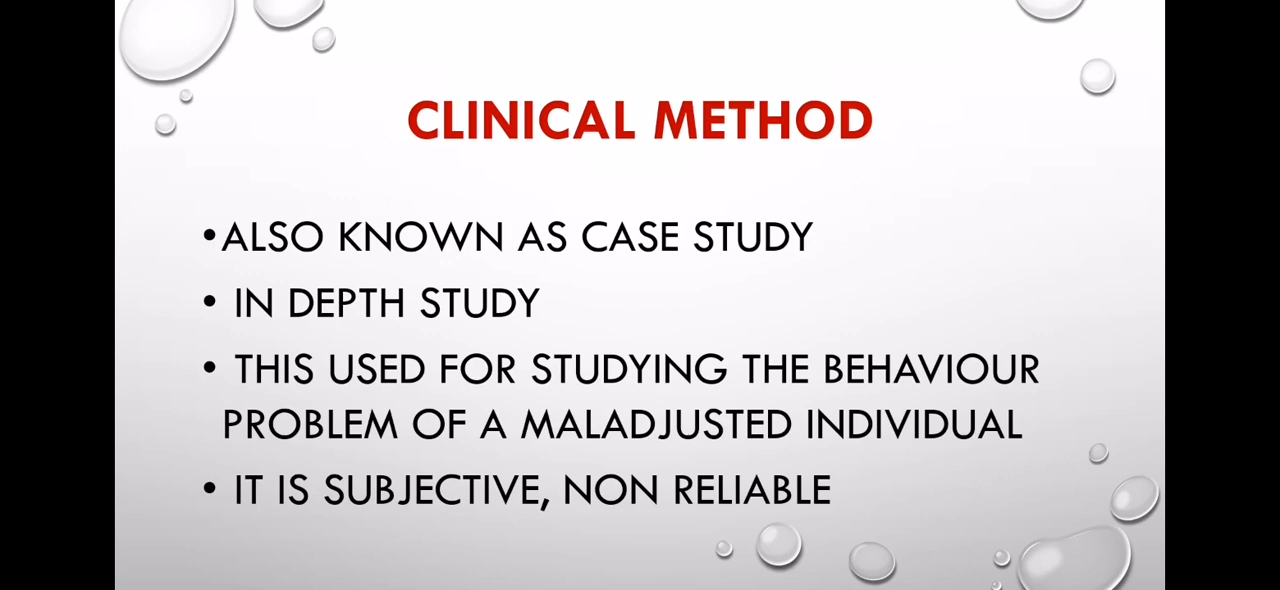 CLINICAL METHOD
•ALSO KNOWN AS CASE STUDY
• IN DEPTH STUDY
• THIS USED FOR STUDYING THE BEHAVIOUR
PROBLEM OF A MALADJUSTED INDIVIDUAL
• IT IS SUBJECTIVE, NON RELIABLE